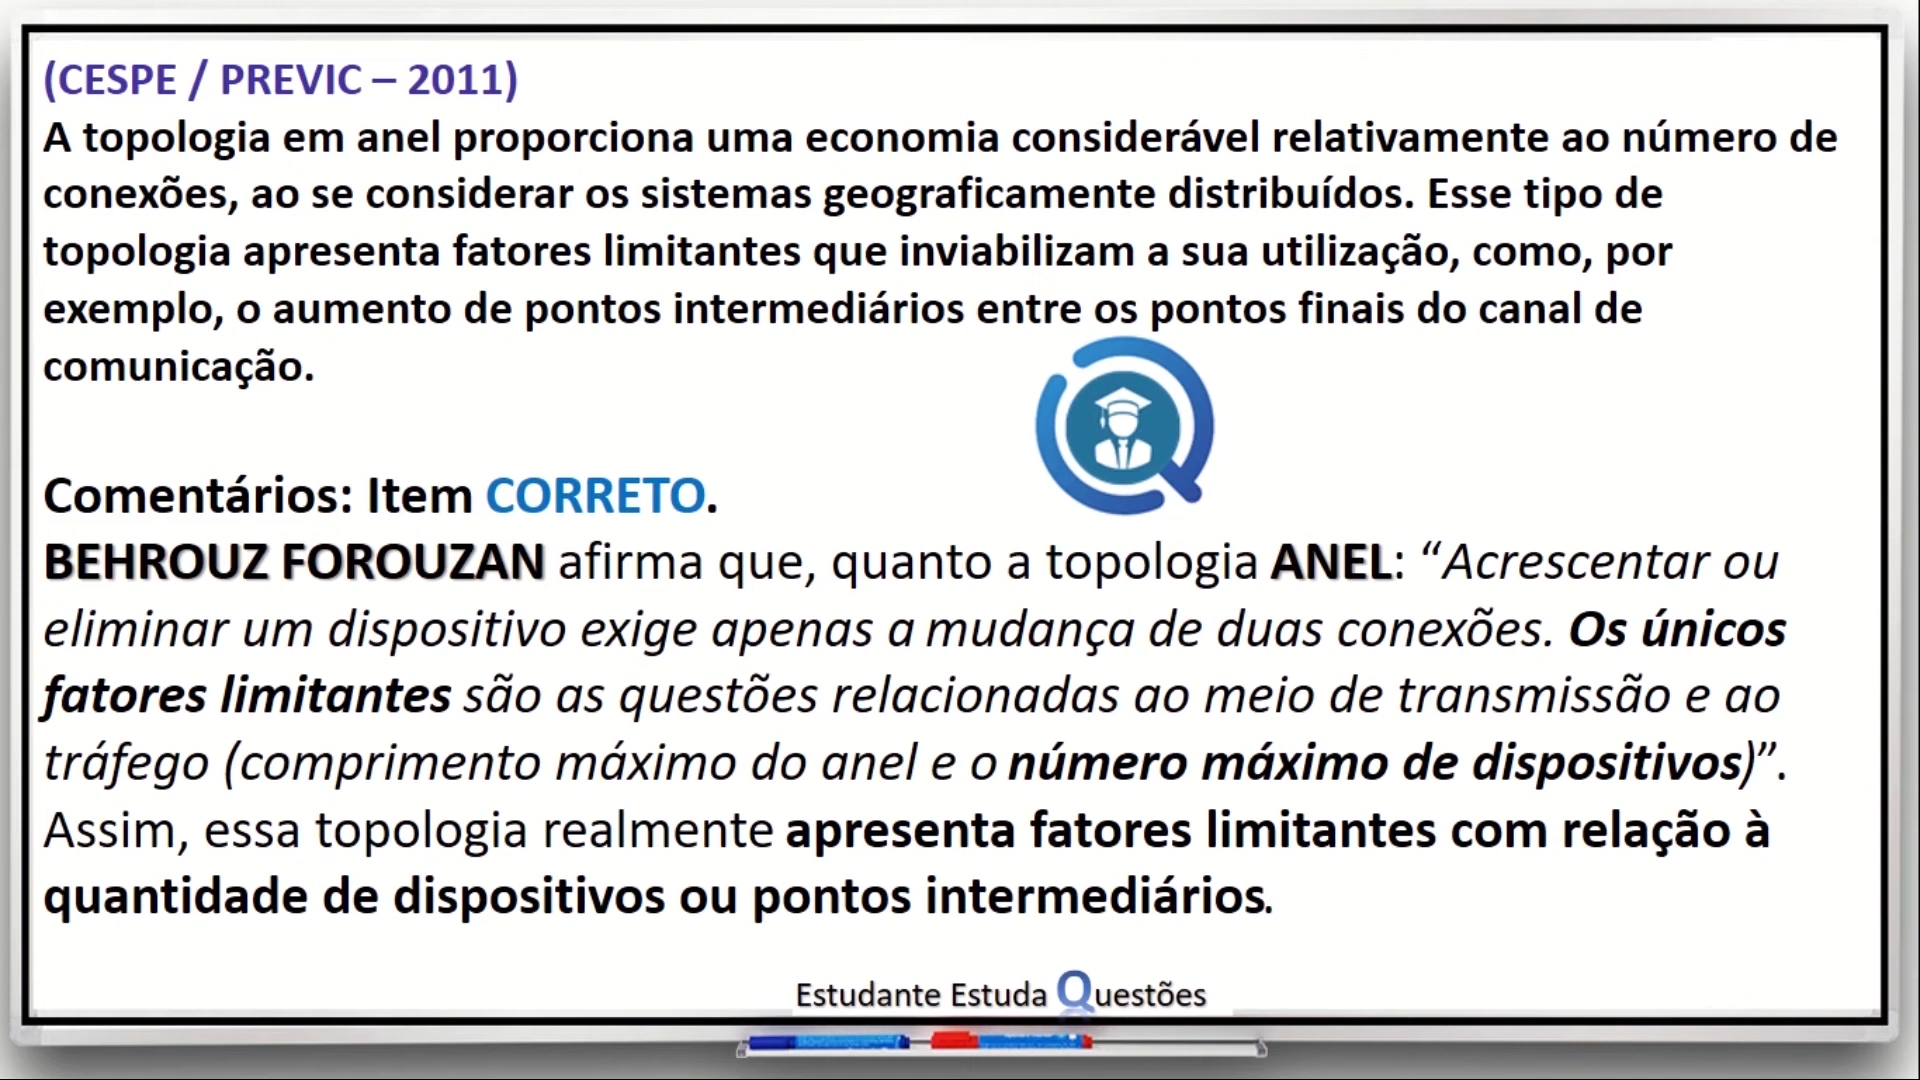 (CESPE / PREVIC – 2011)
A topologia em anel proporciona uma economia considerável relativamente ao número de
conexões, ao se considerar os sistemas geograficamente distribuídos. Esse tipo de
topologia apresenta fatores limitantes que inviabilizam a sua utilização, como, por
exemplo, o aumento de pontos intermediários entre os pontos finais do canal de
comunicação.
Comentários: Item CORRETO.
BEHROUZ FOROUZAN afirma que, quanto a topologia ANEL: “Acrescentar ou
eliminar um dispositivo exige apenas a mudança de duas conexões. Os únicos
fatores limitantes são as questões relacionadas ao meio de transmissão e ao
tráfego (comprimento máximo do anel e o número máximo de dispositivos)”.
Assim, essa topologia realmente apresenta fatores limitantes com relação à
quantidade de dispositivos ou pontos intermediários.
Estudante Estuda Questões